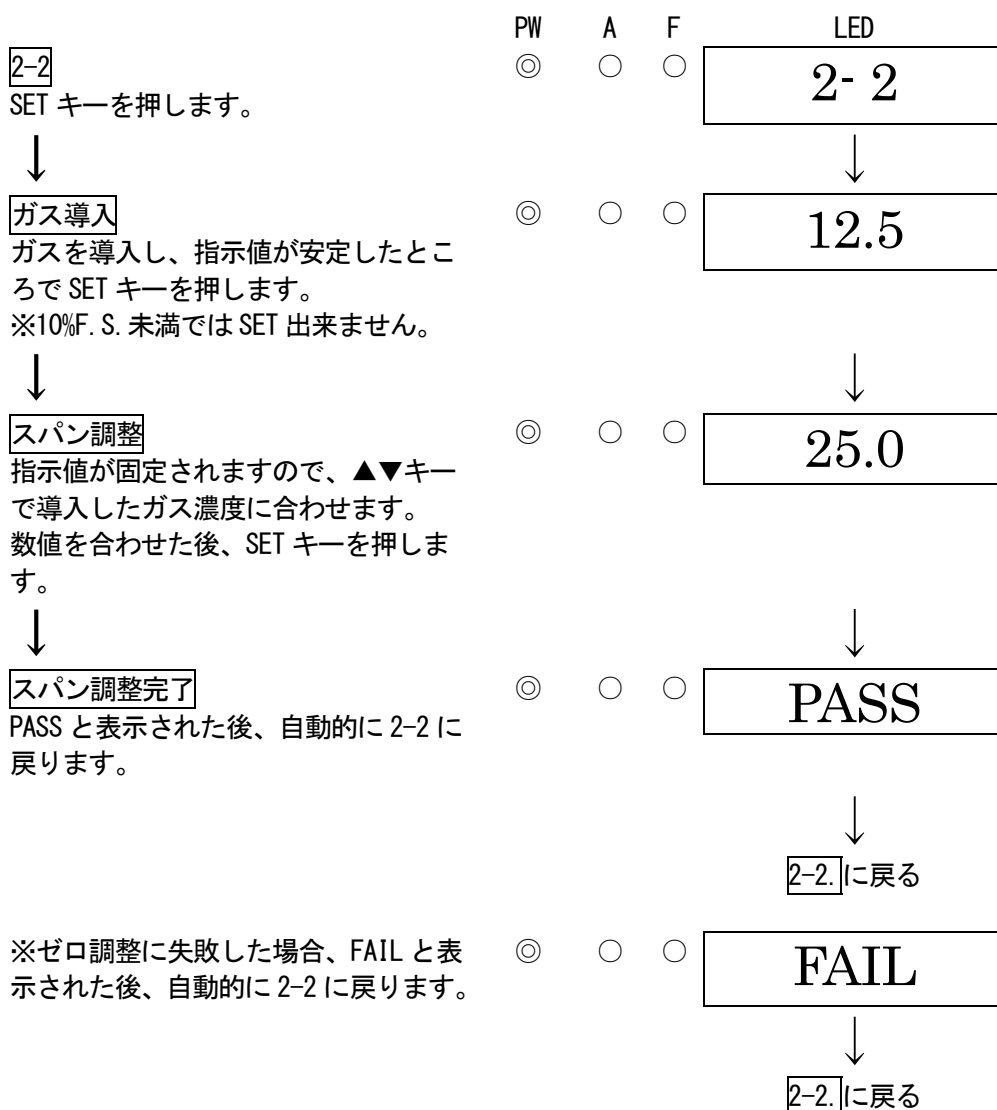 PW A F LED
2-2 ◎ ○ ○ 2- 2
SET キーを押します。
↓ ↓
ガス導入 ◎ ○ ○ 12.5
ガスを導入し、指示値が安定したとこ
ろで SET キーを押します。
※10%F.S.未満では SET 出来ません。
↓ ↓
スパン調整 ◎ ○ ○ 25.0
指示値が固定されますので、▲▼キー
で導入したガス濃度に合わせます。
数値を合わせた後、SET キーを押しま
す。
↓ ↓
スパン調整完了 ◎ ○ ○ PASS
PASS と表示された後、自動的に 2-2 に
戻ります。
↓
2-2.に戻る
※ゼロ調整に失敗した場合、FAIL と表 ◎ ○ ○ FAIL
示された後、自動的に 2-2 に戻ります。
↓
2-2.に戻る